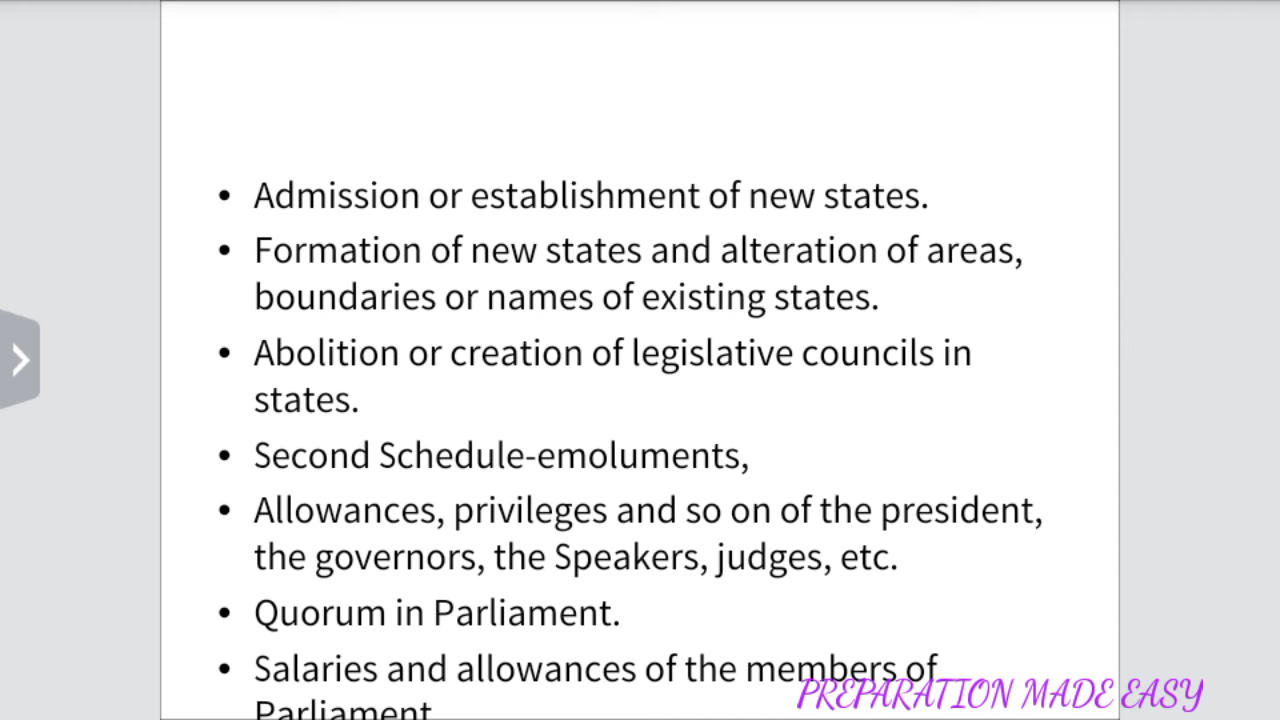 • Admission or establishment of new states.
• Formation of new states and alteration of areas,
boundaries or names of existing states.
• Abolition or creation of legislative councils in
states.
• Second Schedule-emoluments,
• Allowances, privileges and so on of the president,
the governors, the Speakers, judges, etc.
• Quorum in Parliament.
• Salaries and allowances of the members of
Parliament
PREPARATION MADE EASY